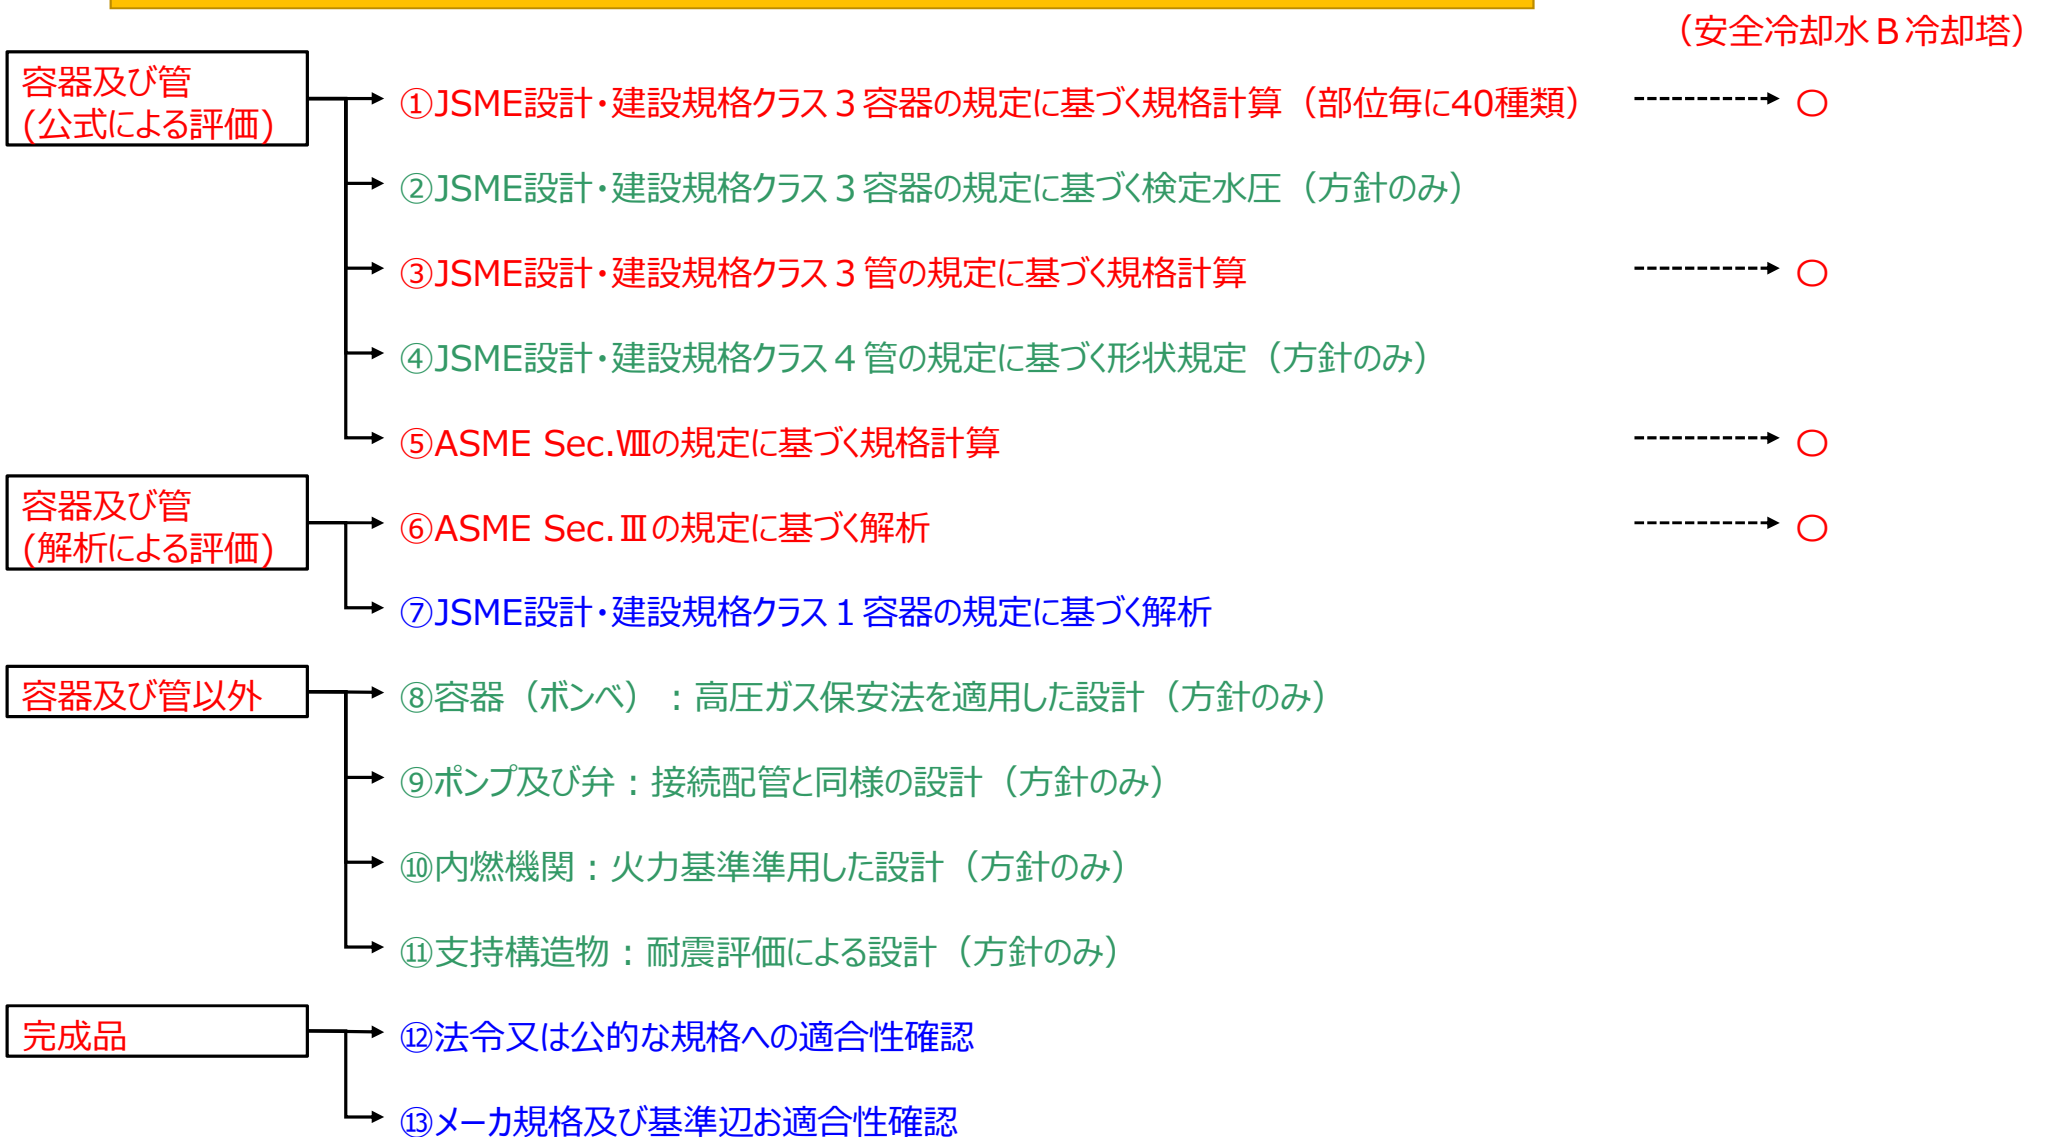 （安全冷却水Ｂ冷却塔）
容器及び管
(公式による評価)
①JSME設計・建設規格クラス３容器の規定に基づく規格計算（部位毎に40種類） 〇
②JSME設計・建設規格クラス３容器の規定に基づく検定水圧（方針のみ）
③JSME設計・建設規格クラス３管の規定に基づく規格計算 〇
④JSME設計・建設規格クラス４管の規定に基づく形状規定（方針のみ）
⑤ASME Sec.Ⅷの規定に基づく規格計算 〇
容器及び管
(解析による評価)
⑥ASME Sec.Ⅲの規定に基づく解析 〇
⑦JSME設計・建設規格クラス１容器の規定に基づく解析
容器及び管以外
⑧容器（ボンベ）：高圧ガス保安法を適用した設計（方針のみ）
⑨ポンプ及び弁：接続配管と同様の設計（方針のみ）
⑩内燃機関：火力基準準用した設計（方針のみ）
⑪支持構造物：耐震評価による設計（方針のみ）
完成品
⑫法令又は公的な規格への適合性確認
⑬メーカ規格及び基準辺お適合性確認